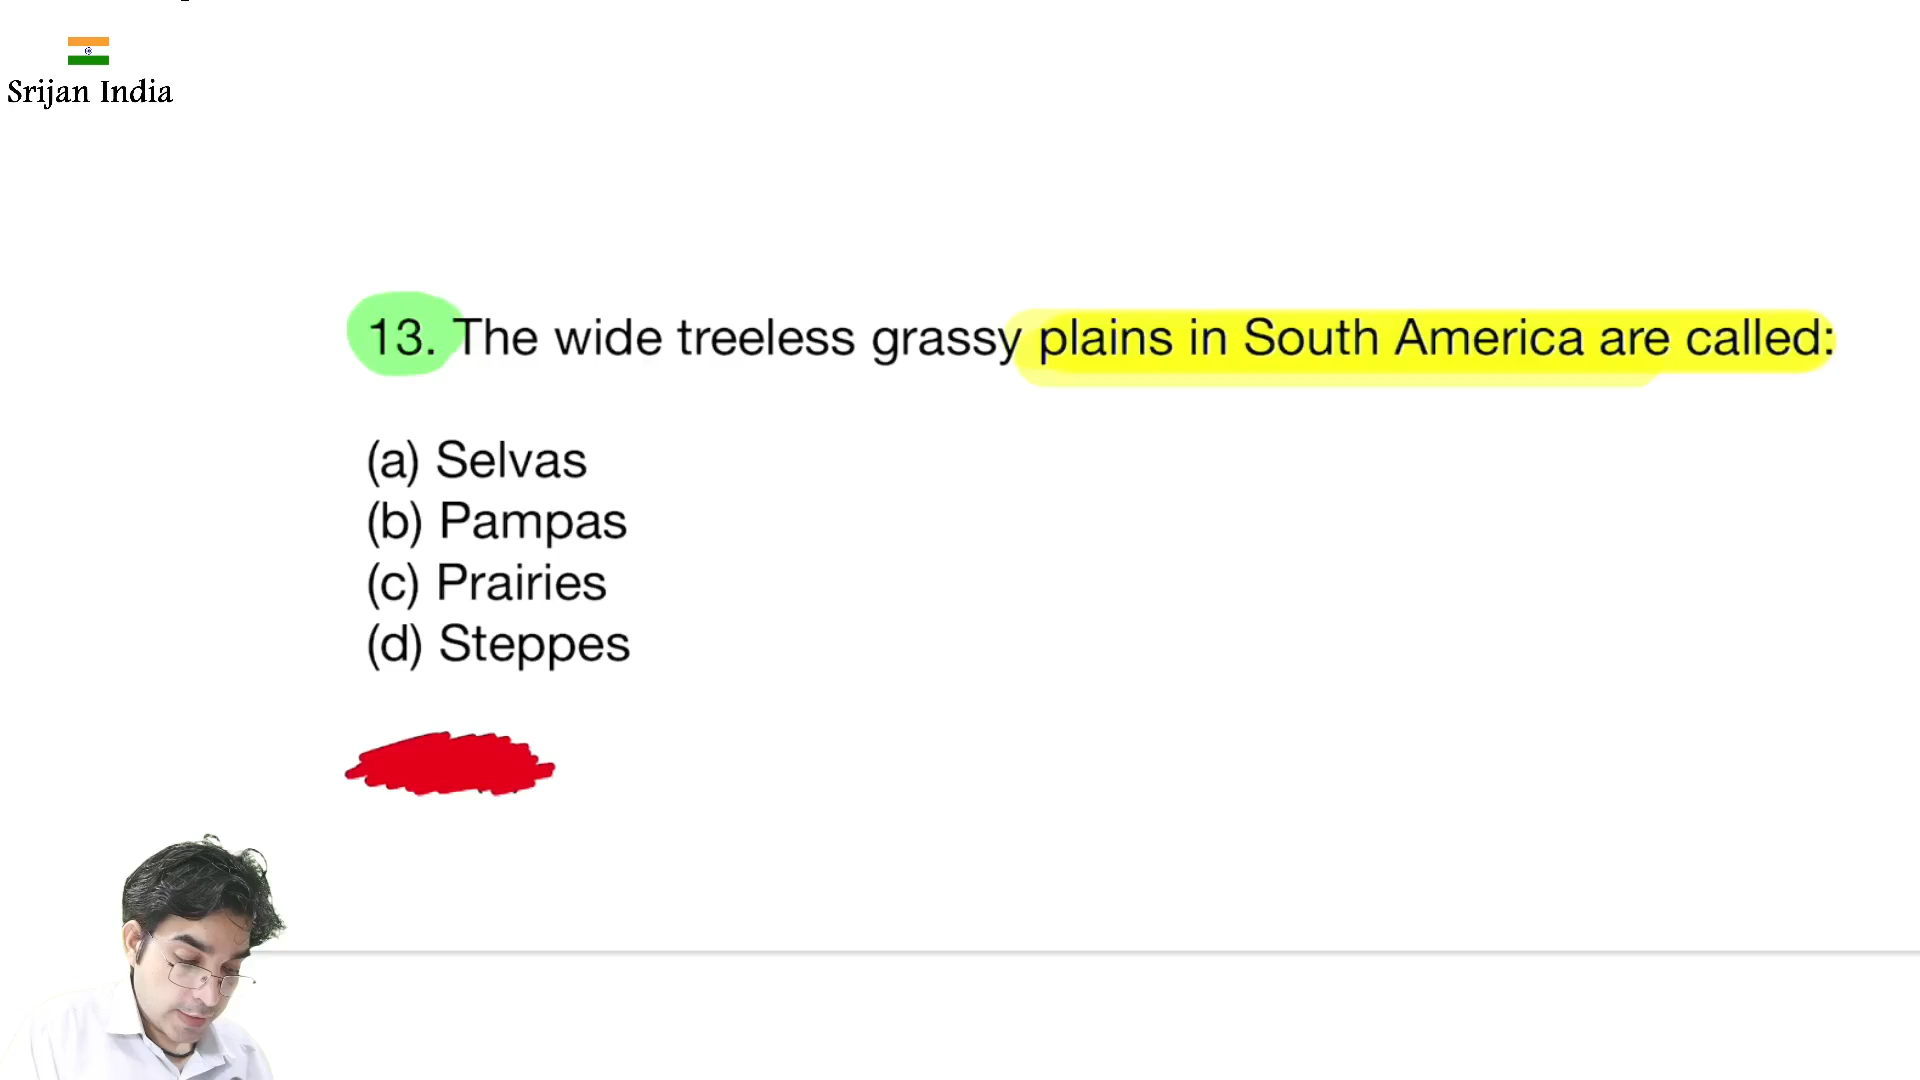 Srijan India
13. The wide treeless grassy plains in South America are called:
(a) Selvas
(b) Pampas
(c) Prairies
(d) Steppes